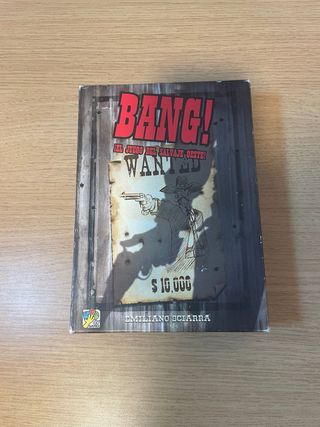 BANG!
¡EL JUEGO DEL SALVAJE OESTE!
WANTED
$10,000
EMILIANO SCIARRA